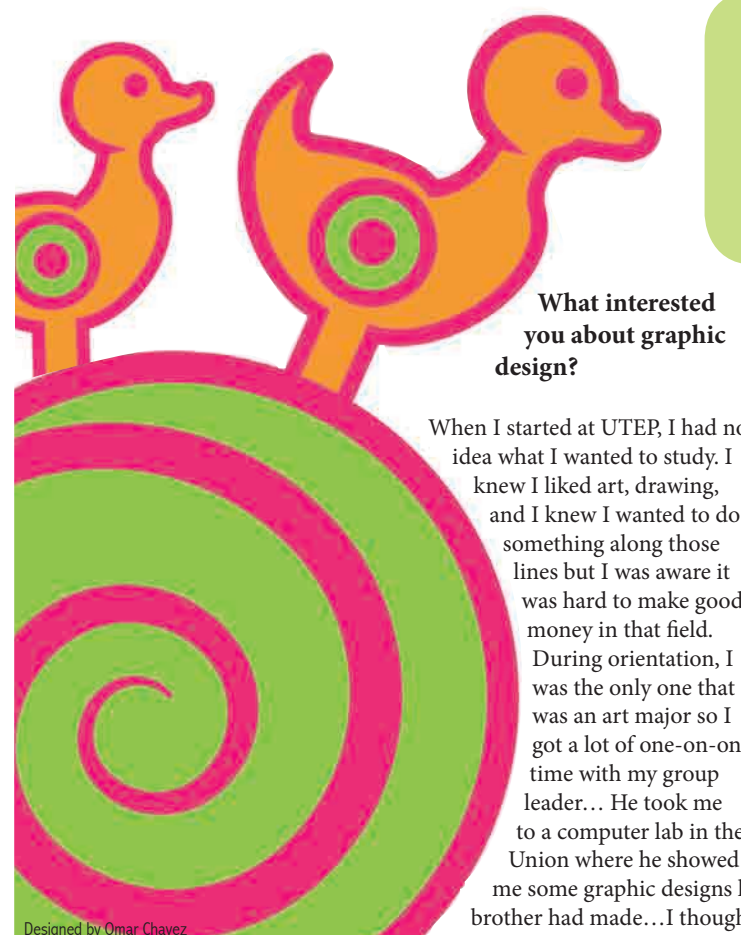 What interested
you about graphic
design?
When I started at UTEP, I had no
idea what I wanted to study. I
knew I liked art, drawing,
and I knew I wanted to do
something along those
lines but I was aware it
was hard to make good
money in that field.
During orientation, I
was the only one that
was an art major so I
got a lot of one-on-on
time with my group
leader… He took me
to a computer lab in the
Union where he showed
me some graphic designs
brother had made…I though
Designed by Omar Chavez